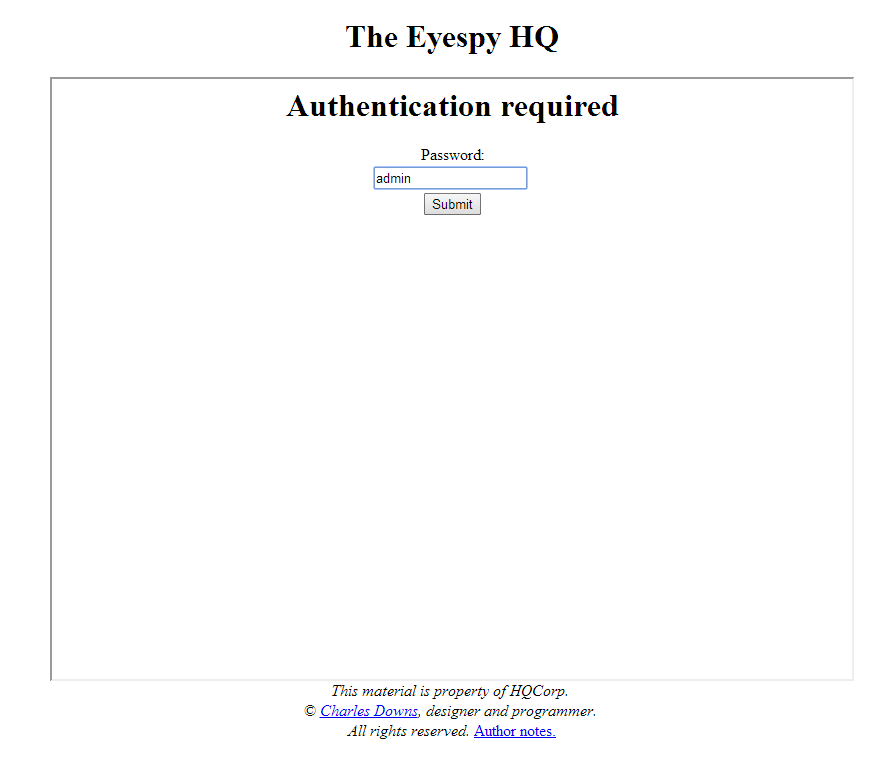 The Eyespy HQ
Authentication required
Password:
admin
Submit
This material is property of HQCorp.
© Charles Downs, designer and programmer.
All rights reserved. Author notes.